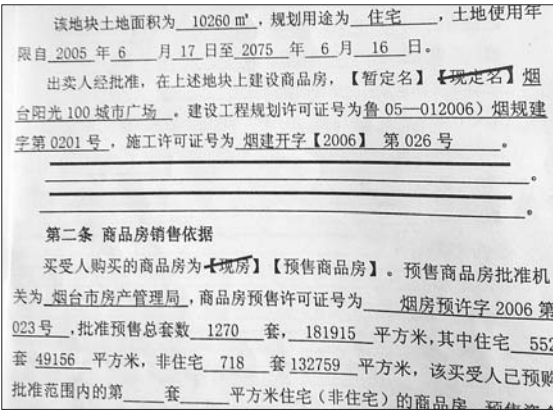 该地块土地面积为 10260 ㎡，规划用途为 住宅 ，土地使用年
限自 2005 年 6 月 17 日至 2075 年 6 月 16 日。
出卖人经批准，在上述地块上建设商品房，【暂定名】【现定名】烟
台阳光 100 城市广场 。建设工程规划许可证号为鲁 05—012006）烟规建
字第 0201 号 ，施工许可证号为 烟建开字【2006】 第 026 号 。
。
。
第二条 商品房销售依据
买受人购买的商品房为【现房】【预售商品房】。预售商品房批准机
关为 烟台市房产管理局 ，商品房预售许可证号为 烟房预许字 2006 第
023号 ，批准预售总套数 1270 套， 181915 平方米，其中住宅 552
套 49156 平方米，非住宅 718 套 132759 平方米，该买受人已预购
批准范围内的第 套 平方米住宅（非住宅）的商品房